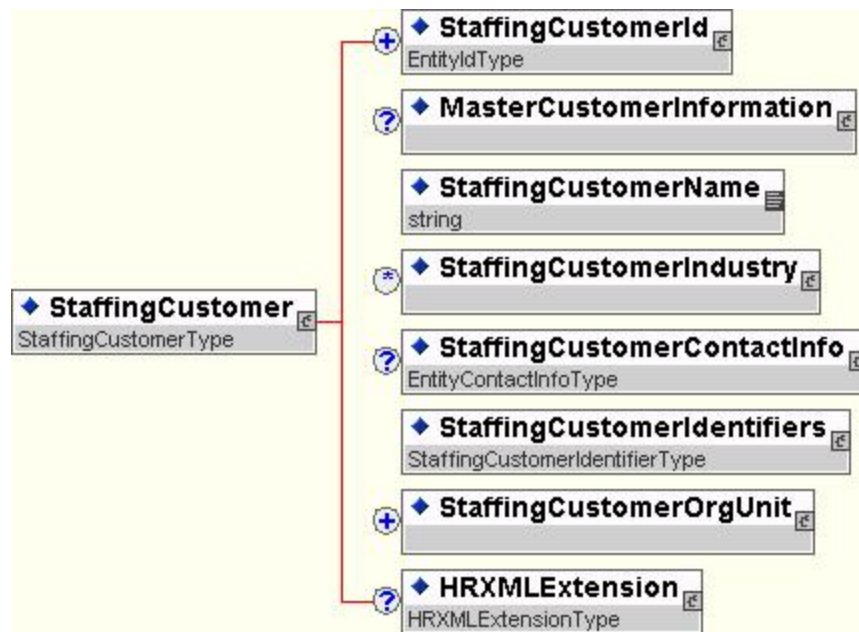 StaffingCustomer
StaffingCustomerType
+
StaffingCustomerId
EntityIdType
?
MasterCustomerInformation
StaffingCustomerName
string
*
StaffingCustomerIndustry
?
StaffingCustomerContactInfo
EntityContactInfoType
StaffingCustomerIdentifiers
StaffingCustomerIdentifierType
+
StaffingCustomerOrgUnit
?
HRXMLExtension
HRXMLExtensionType